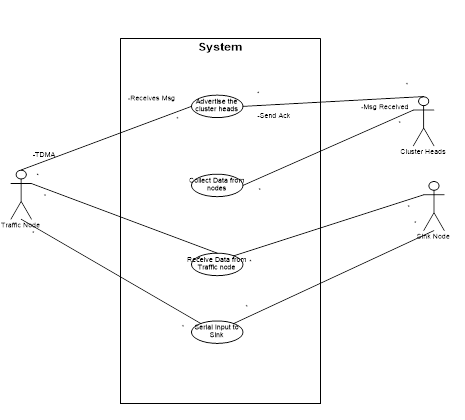 System
-Receives Msg
Advertise the
cluster heads
-Msg Received
-Send Ack
-TDMA
Cluster Heads
Collect Data from
nodes
Traffic Node
Sink Node
Receive Data from
Traffic node
Serial Input to
Sink